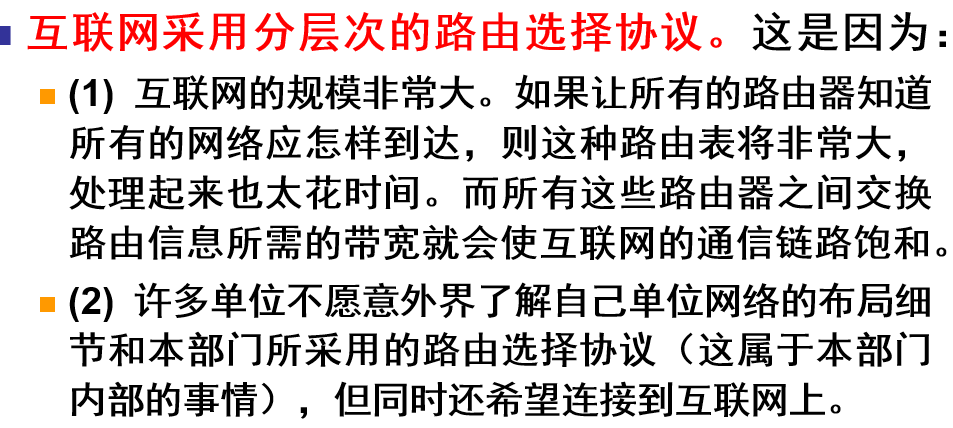 互联网采用分层次的路由选择协议。这是因为：
(1) 互联网的规模非常大。如果让所有的路由器知道
所有的网络应怎样到达，则这种路由表将非常大，
处理起来也太花时间。而所有这些路由器之间交换
路由信息所需的带宽就会使互联网的通信链路饱和。
(2) 许多单位不愿意外界了解自己单位网络的布局细
节和本部门所采用的路由选择协议（这属于本部门
内部的事情），但同时还希望连接到互联网上。